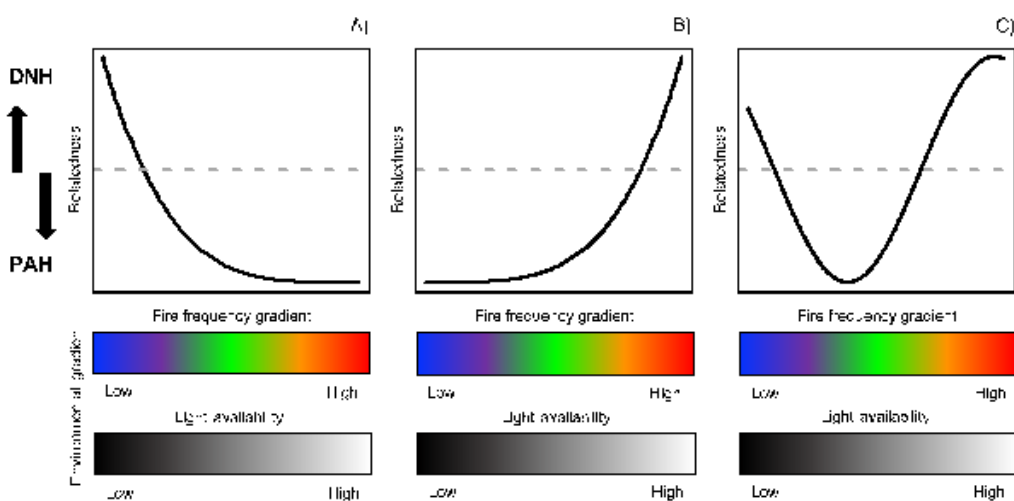 A)
B)
C)
DNH
PAH
Relatedness
Relatedness
Relatedness
Fire frequency gradient
Fire frequency gradient
Fire frequency gradient
Low High
Low High
Low High
Environmental gradient
Light availability
Light availability
Light availability
Low High
Low High
Low High